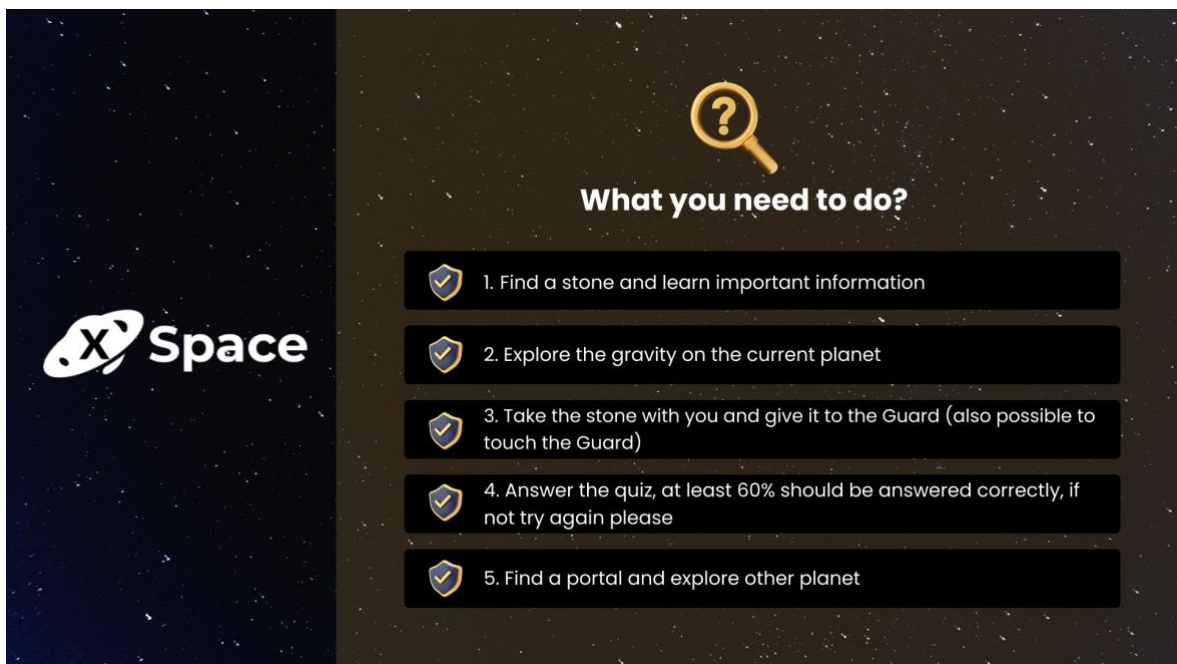 X Space
?
What you need to do?
1. Find a stone and learn important information
2. Explore the gravity on the current planet
3. Take the stone with you and give it to the Guard (also possible to
touch the Guard)
4. Answer the quiz, at least 60% should be answered correctly, if
not try again please
5. Find a portal and explore other planet